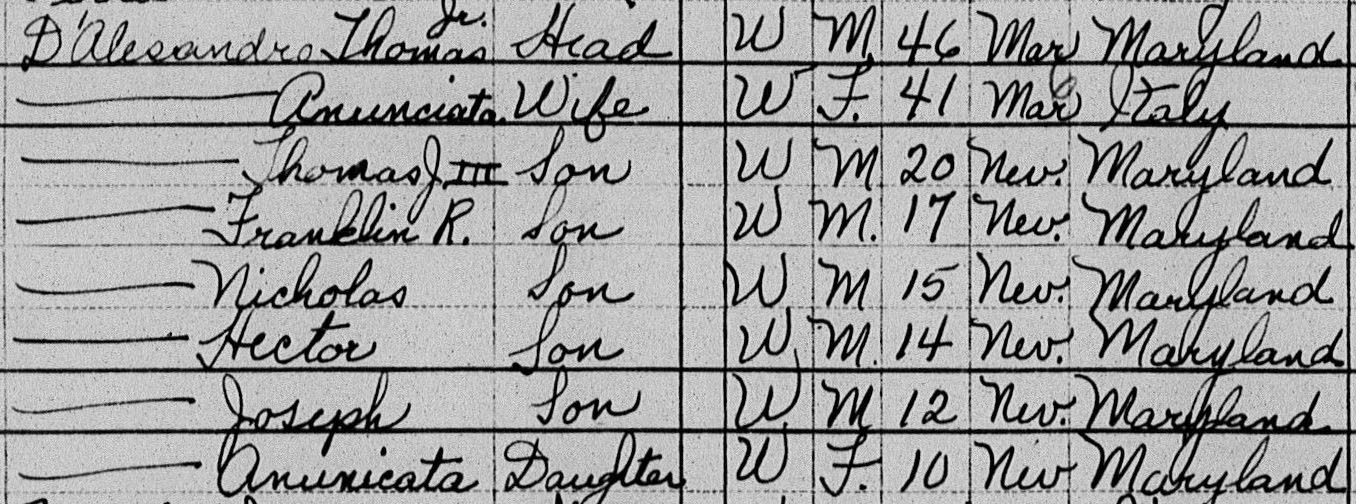 D'Alesandro Thomas Jr. Head W M. 46 Mar Maryland
Anunciata. Wife W F. 41 Mar Italy
Thomas J III Son W M 20 Nev. Maryland
Franklin R. Son W M. 17 Nev. Maryland
Nicholas Son W M 15 Nev. Maryland
Hector Son W M. 14 Nev. Maryland
Joseph Son W M 12 Nev. Maryland
Anunicata Daughter W F. 10 Nev Maryland